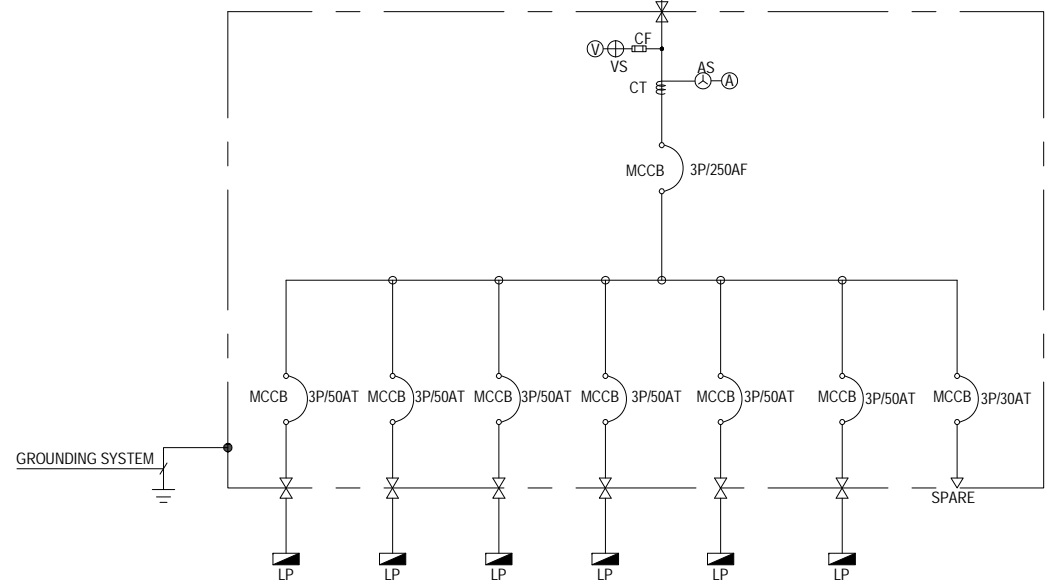 CF
V
VS
AS
A
CT
MCCB 3P/250AF
MCCB 3P/50AT MCCB 3P/50AT MCCB 3P/50AT MCCB 3P/50AT MCCB 3P/50AT MCCB 3P/50AT MCCB 3P/30AT
GROUNDING SYSTEM
SPARE
LP LP LP LP LP LP